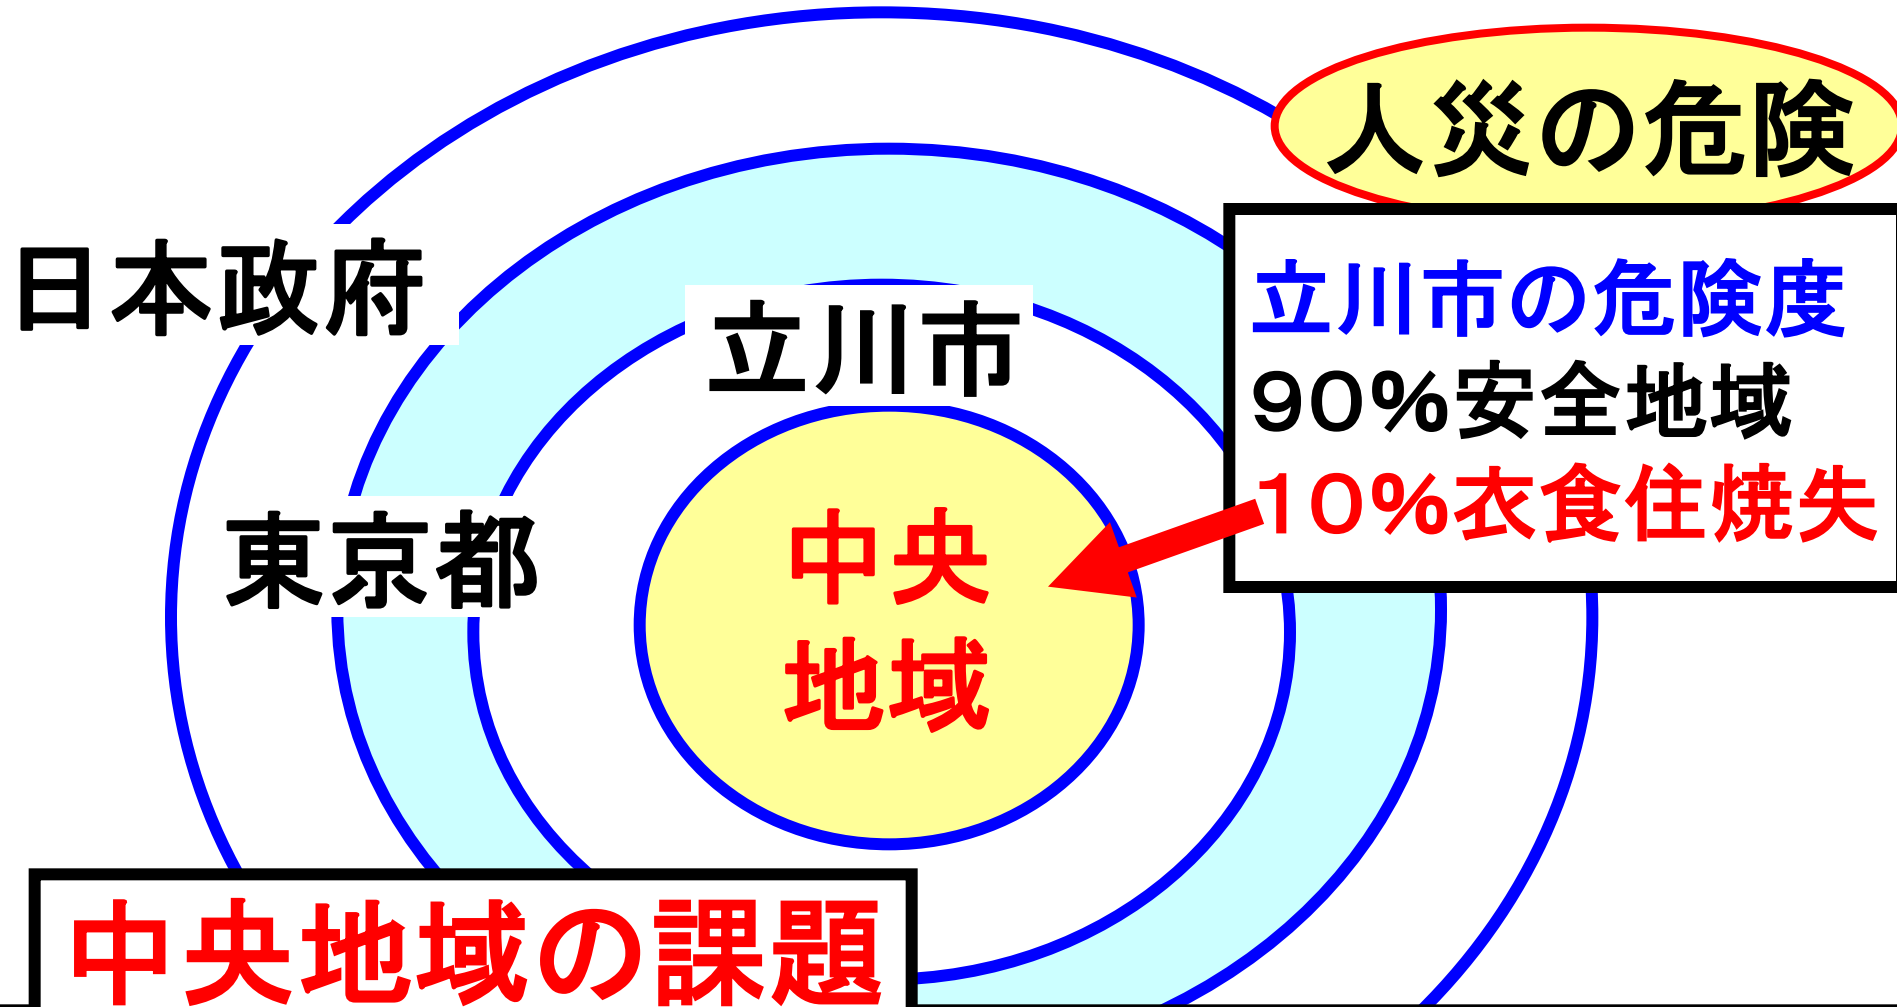 人災の危険
日本政府
立川市
立川市の危険度
90%安全地域
10%衣食住焼失
東京都
中央
地域
中央地域の課題